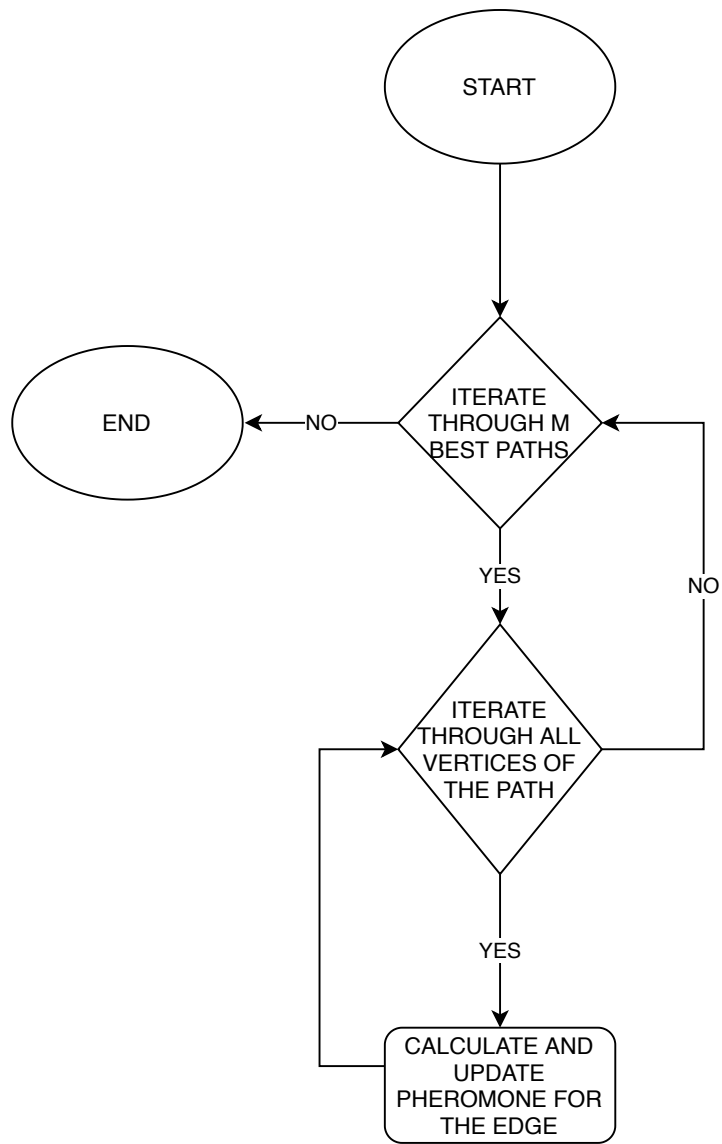 START
ITERATE
THROUGH M
BEST PATHS
END
NO
YES
NO
ITERATE
THROUGH ALL
VERTICES OF
THE PATH
YES
CALCULATE AND
UPDATE
PHEROMONE FOR
THE EDGE